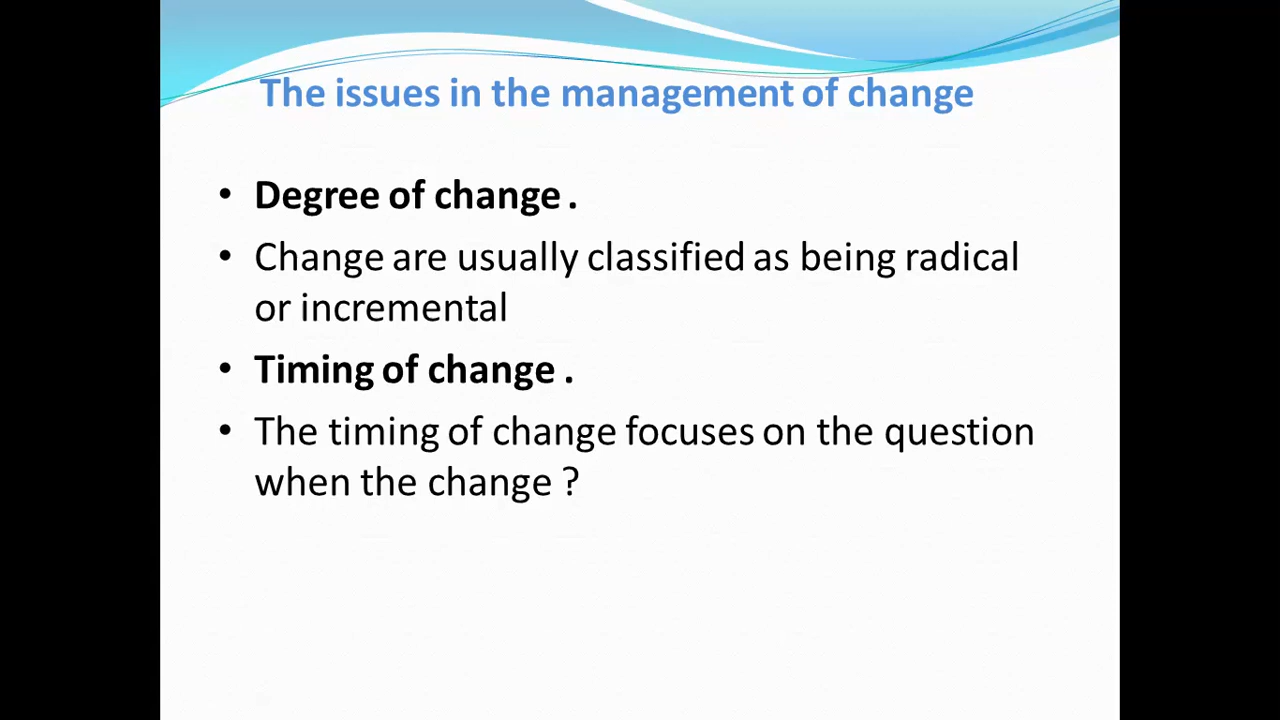 The issues in the management of change
• Degree of change .
• Change are usually classified as being radical
or incremental
• Timing of change .
• The timing of change focuses on the question
when the change ?